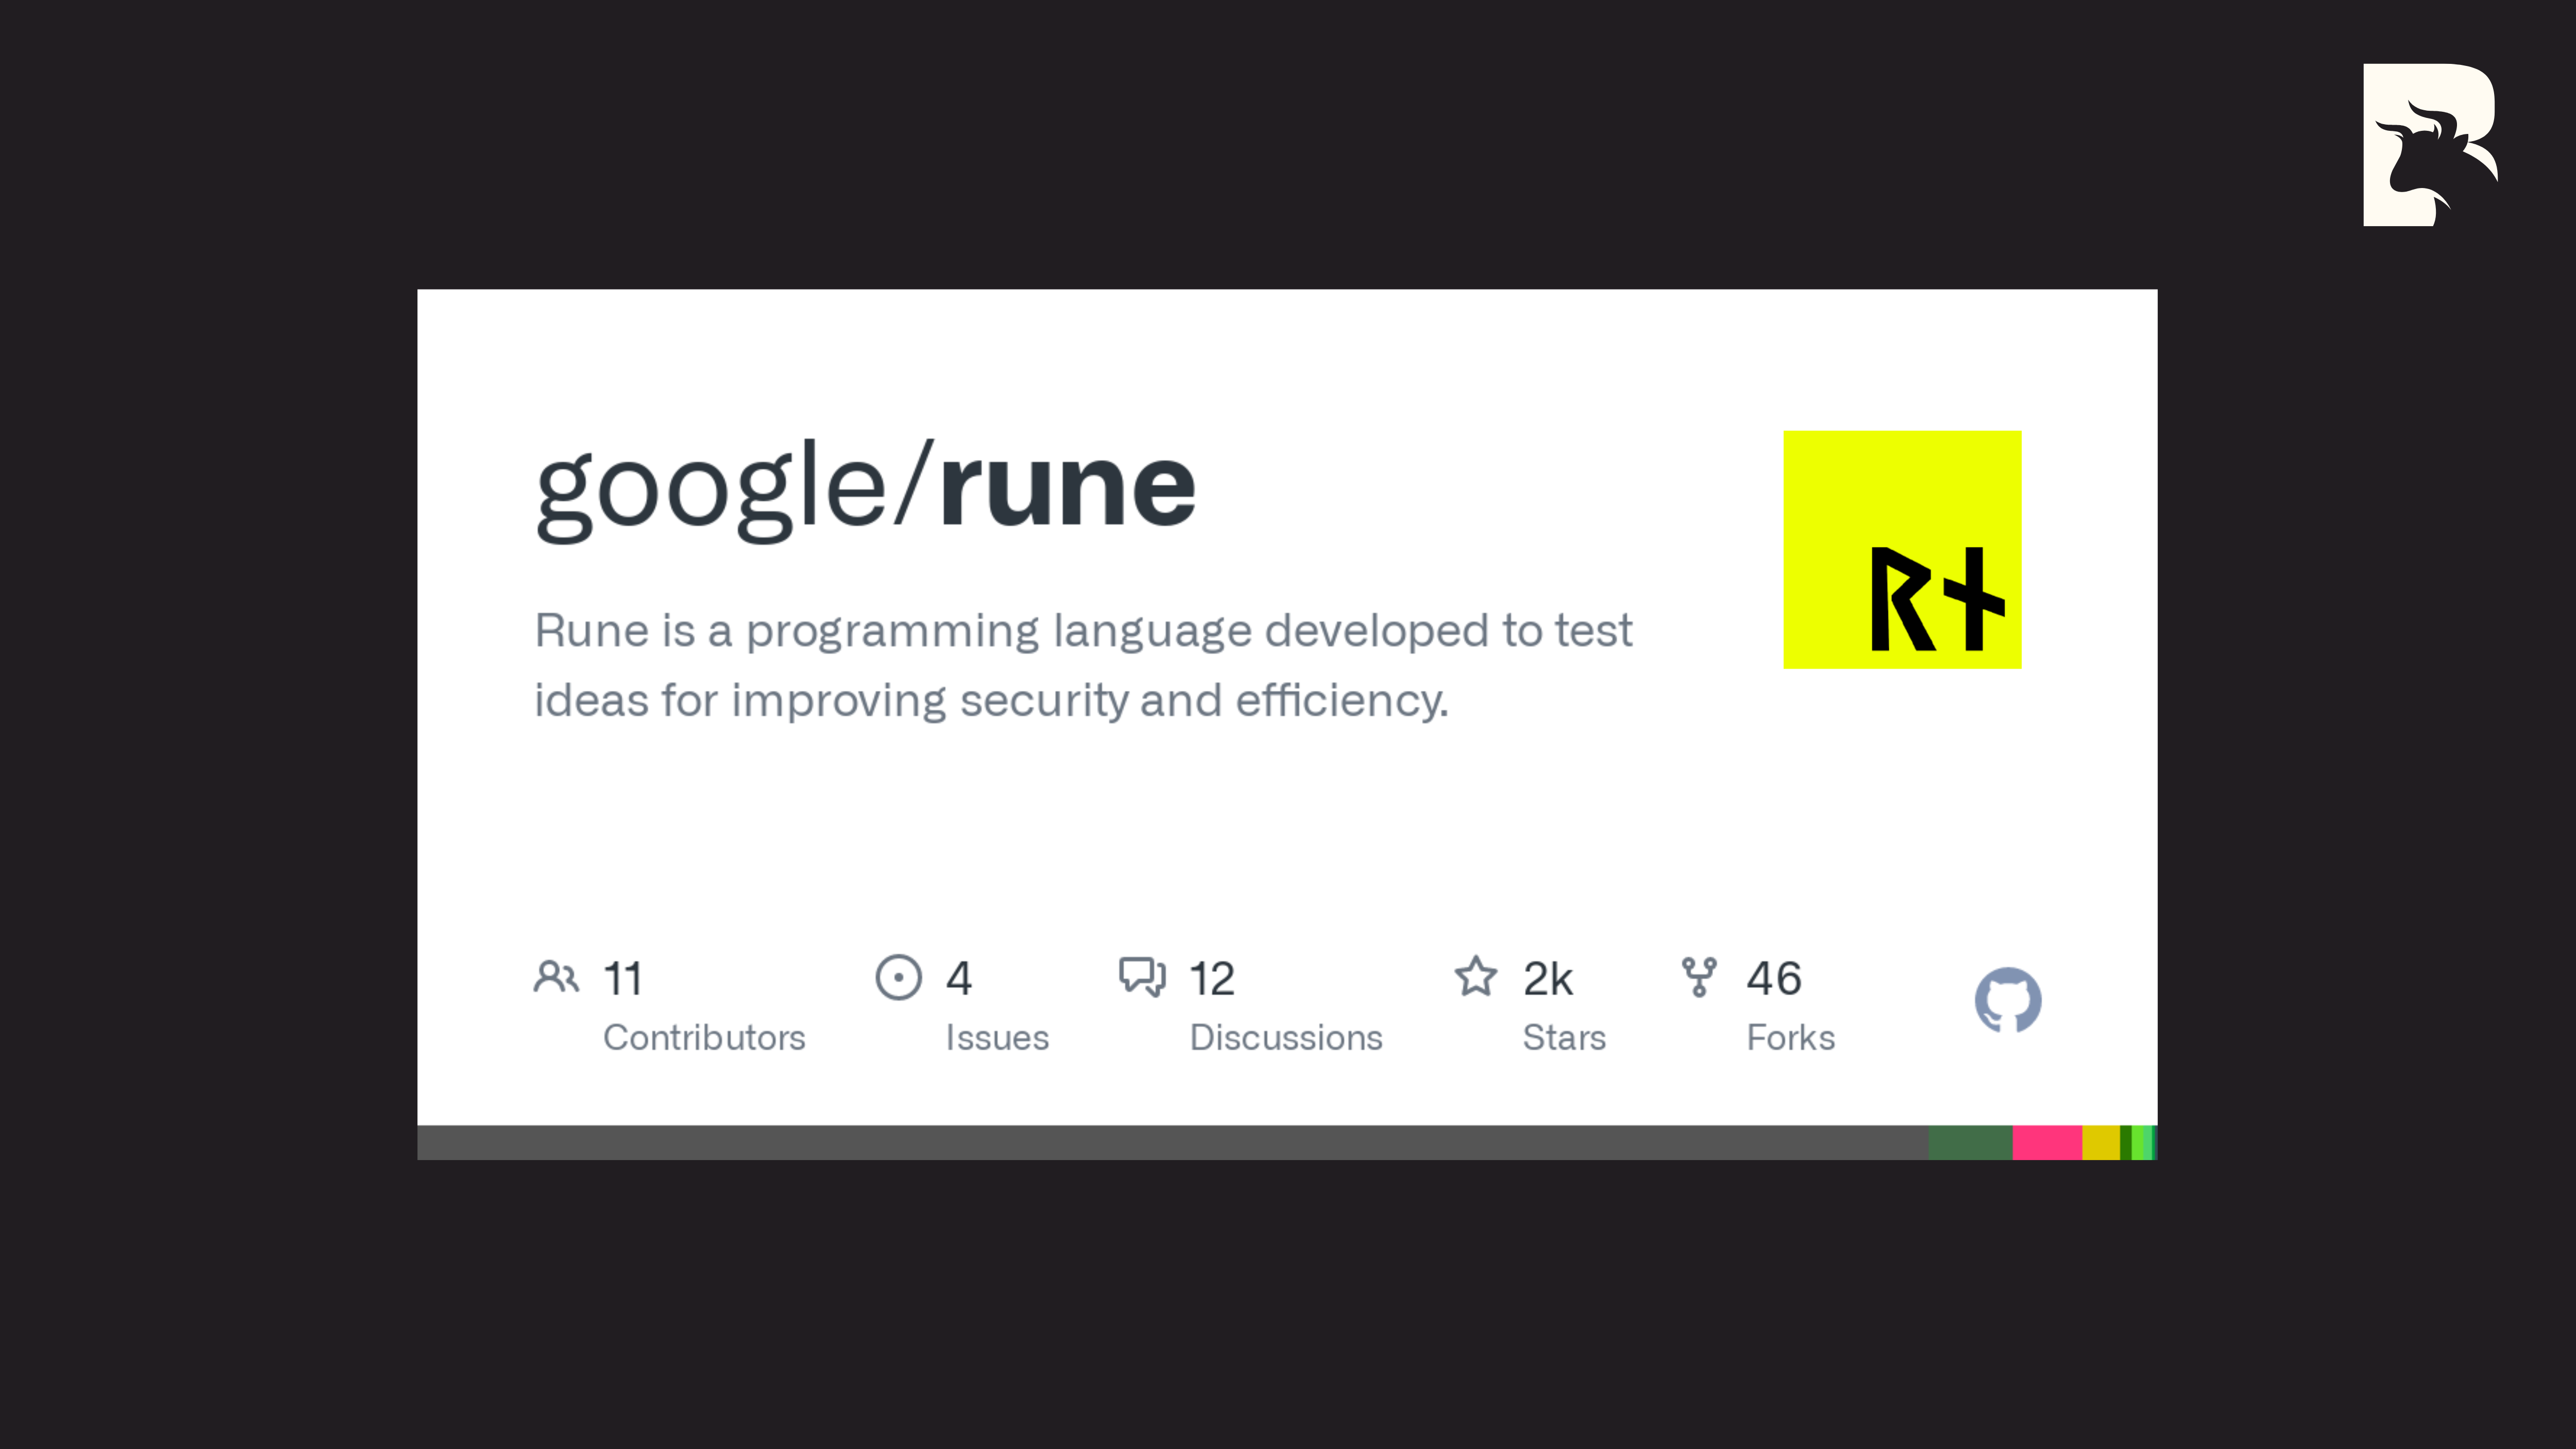 google/rune
Rune is a programming language developed to test
ideas for improving security and efficiency.
11
Contributors
4
Issues
12
Discussions
2k
Stars
46
Forks